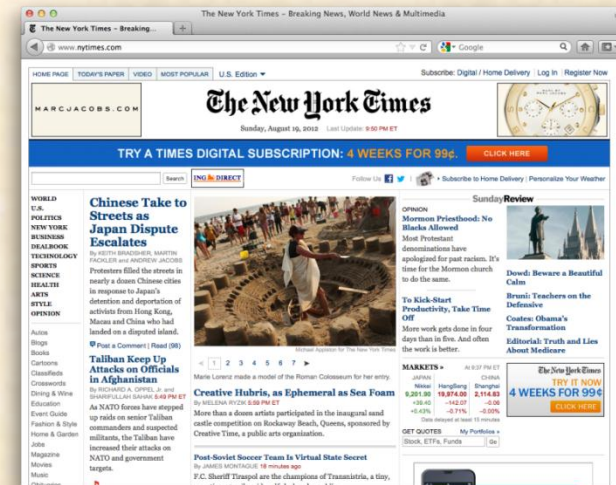 The New York Times - Breaking News, World News & Multimedia
The New York Times - Breaking...
www.nytimes.com
Google
HOME PAGE TODAY'S PAPER VIDEO MOST POPULAR U.S. Edition
Subscribe: Digital / Home Delivery Log In Register Now
MARCJACOBS.COM
The New York Times
Sunday, August 19, 2012 Last Update: 9:50 PM ET
TRY A TIMES DIGITAL SUBSCRIPTION: 4 WEEKS FOR 99¢. CLICK HERE
Search
ING DIRECT
Follow Us
Subscribe to Home Delivery Personalize Your Weather
WORLD
U.S.
POLITICS
NEW YORK
BUSINESS
DEALBOOK
TECHNOLOGY
SPORTS
SCIENCE
HEALTH
ARTS
STYLE
OPINION
Autos
Blogs
Books
Cartoons
Classifieds
Crosswords
Dining & Wine
Education
Event Guide
Fashion & Style
Home & Garden
Jobs
Magazine
Movies
Music
Chinese Take to
Streets as
Japan Dispute
Escalates
By KEITH BRADSHER, MARTIN
FACKLER and ANDREW JACOBS
Protesters filled the streets in
nearly a dozen Chinese cities
in response to Japan's
detention and deportation of
activists from Hong Kong,
Macau and China who had
landed on a disputed island.
Post a Comment | Read (98)
Taliban Keep Up
Attacks on Officials
in Afghanistan
By RICHARD A. OPPEL Jr. and
SHARIFULLAH SAHAK 5:49 PM ET
As NATO forces have stepped
up raids on senior Taliban
commanders and suspected
militants, the Taliban have
increased their attacks on
NATO and government
targets.
Michael Appleton for The New York Times
1 2 3 4 5 6 7
Marie Lorenz made a model of the Roman Colosseum for her entry.
Creative Hubris, as Ephemeral as Sea Foam
By MELENA RYZIK 5:59 PM ET
More than a dozen artists participated in the inaugural sand
castle competition on Rockaway Beach, Queens, sponsored by
Creative Time, a public arts organization.
Post-Soviet Soccer Team Is Virtual State Secret
By JAMES MONTAGUE 18 minutes ago
F.C. Sheriff Tiraspol are the champions of Transnistria, a tiny,
SundayReview
OPINION
Mormon Priesthood: No
Blacks Allowed
Most Protestant
denominations have
apologized for past racism. It's
time for the Mormon church
to do the same.
To Kick-Start
Productivity, Take Time
Off
More work gets done in four
days than in five. And often
the work is better.
Dowd: Beware a Beautiful
Calm
Bruni: Teachers on the
Defensive
Coates: Obama's
Transformation
Editorial: Truth and Lies
About Medicare
MARKETS » At 9:37 PM ET
JAPAN CHINA
Nikkei HangSeng Shanghai
9,201.90 19,974.00 2,114.83
+39.40 -142.07 -0.06
+0.43% -0.71% -0.00%
Data delayed at least 15 minutes
GET QUOTES My Portfolios »
Stock, ETFs, Funds Go
The New York Times
TRY IT NOW
4 WEEKS FOR 99¢
CLICK HERE